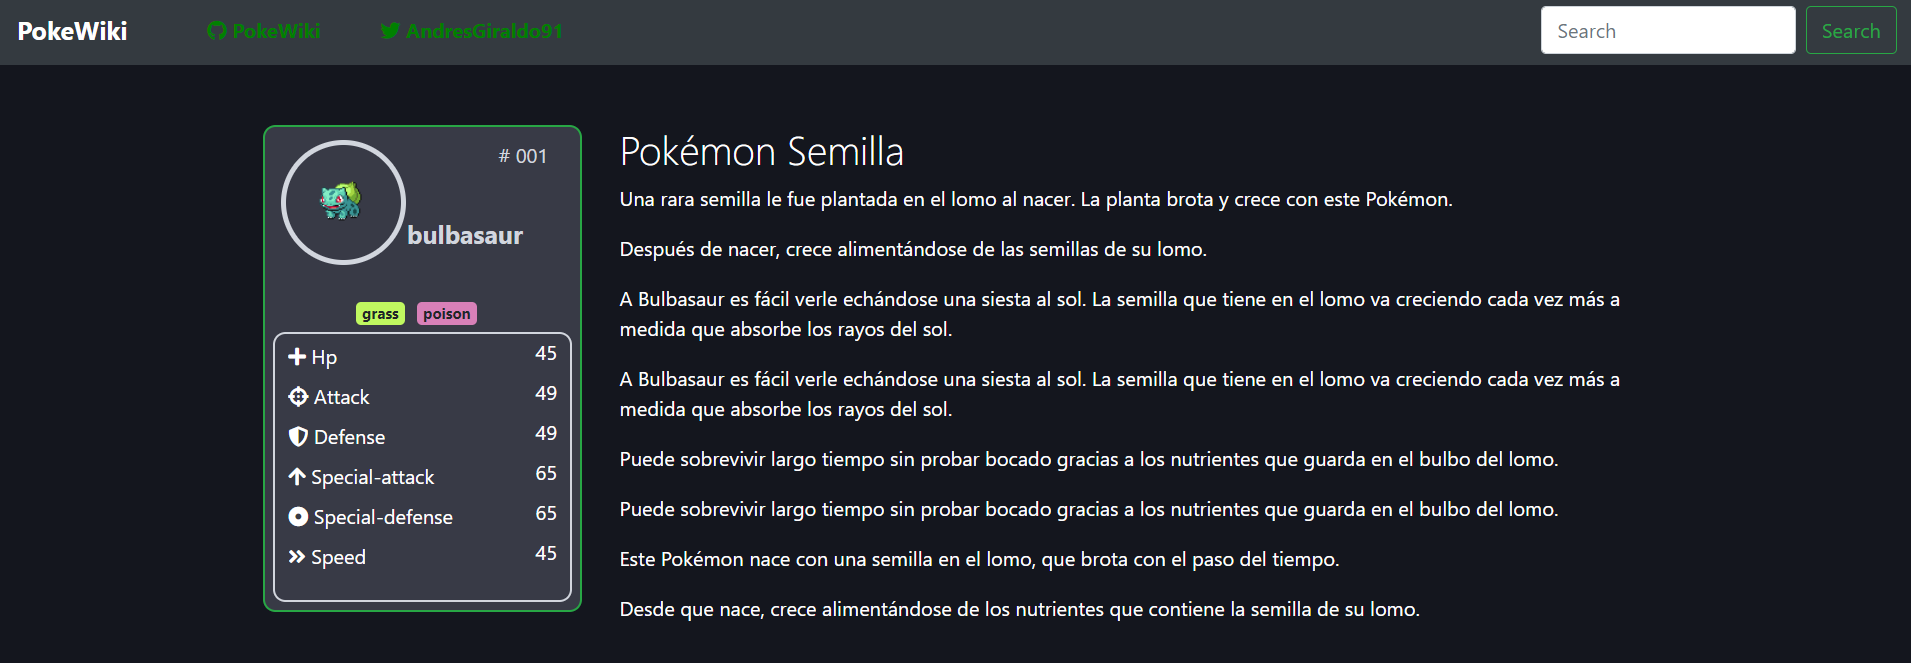 PokeWiki PokeWiki AndresGiraldo91 Search Search
# 001
bulbasaur
grass poison
Hp 45
Attack 49
Defense 49
Special-attack 65
Special-defense 65
Speed 45
Pokémon Semilla
Una rara semilla le fue plantada en el lomo al nacer. La planta brota y crece con este Pokémon.
Después de nacer, crece alimentándose de las semillas de su lomo.
A Bulbasaur es fácil verle echándose una siesta al sol. La semilla que tiene en el lomo va creciendo cada vez más a
medida que absorbe los rayos del sol.
A Bulbasaur es fácil verle echándose una siesta al sol. La semilla que tiene en el lomo va creciendo cada vez más a
medida que absorbe los rayos del sol.
Puede sobrevivir largo tiempo sin probar bocado gracias a los nutrientes que guarda en el bulbo del lomo.
Puede sobrevivir largo tiempo sin probar bocado gracias a los nutrientes que guarda en el bulbo del lomo.
Este Pokémon nace con una semilla en el lomo, que brota con el paso del tiempo.
Desde que nace, crece alimentándose de los nutrientes que contiene la semilla de su lomo.